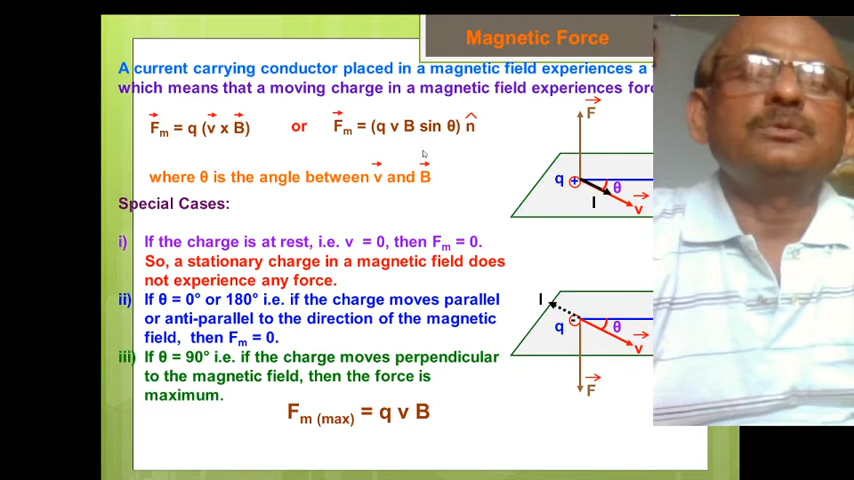 Magnetic Force
A current carrying conductor placed in a magnetic field experiences a
which means that a moving charge in a magnetic field experiences
Fm = q (v x B) or Fm = (q v B sin θ) n
where θ is the angle between v and B
Special Cases:
i) If the charge is at rest, i.e. v = 0, then Fm = 0.
So, a stationary charge in a magnetic field does
not experience any force.
ii) If θ = 0° or 180° i.e. if the charge moves parallel
or anti-parallel to the direction of the magnetic
field, then Fm = 0.
iii) If θ = 90° i.e. if the charge moves perpendicular
to the magnetic field, then the force is
maximum.
Fm (max) = q v B
F
q + θ
I v
I
q - θ
v
F